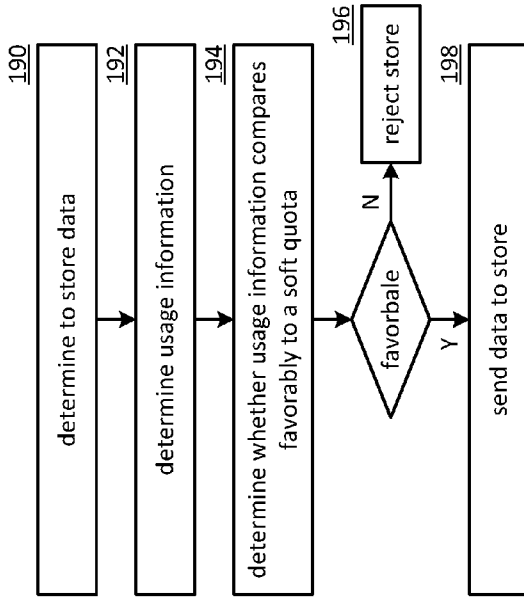 190
determine to store data
192
determine usage information
194
determine whether usage information compares
favorably to a soft quota
favorbale
N
196
reject store
Y
198
send data to store